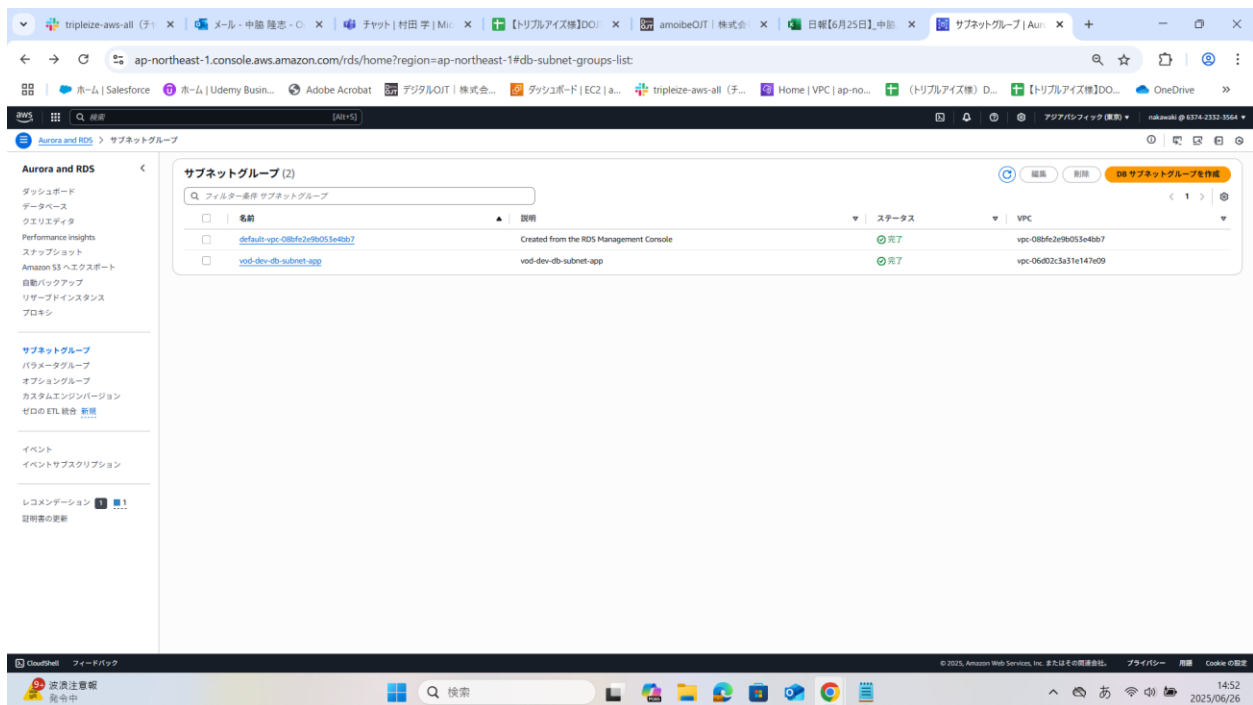 tripleize-aws-all (チャ
メール - 中脇 隆志 - O
チャット | 村田 学 | Mic
【トリプルアイズ様】DOJ
amoibeOJT | 株式会
日報【6月25日】_中脇
サブネットグループ | Auro
ap-northeast-1.console.aws.amazon.com/rds/home?region=ap-northeast-1#db-subnet-groups-list:
ホーム | Salesforce
ホーム | Udemy Busin...
Adobe Acrobat
デジタルOJT | 株式会...
ダッシュボード | EC2 | a...
tripleize-aws-all (チ...
Home | VPC | ap-no...
(トリプルアイズ様) D...
【トリプルアイズ様】DO...
OneDrive
»
aws
検索
[Alt+S]
アジアパシフィック (東京) ▼
nakawaki @ 6374-2332-3564 ▼
Aurora and RDS > サブネットグループ
Aurora and RDS
ダッシュボード
データベース
クエリエディタ
Performance insights
スナップショット
Amazon S3 へエクスポート
自動バックアップ
リザーブドインスタンス
プロキシ
サブネットグループ
パラメータグループ
オプショングループ
カスタムエンジンバージョン
ゼロの ETL 統合 新規
イベント
イベントサブスクリプション
レコメンデーション 1 1
証明書の更新
サブネットグループ (2)
編集
削除
DB サブネットグループを作成
フィルター条件 サブネットグループ
< 1 >
名前
説明
ステータス
VPC
default-vpc-08bfe2e9b053e4bb7
Created from the RDS Management Console
完了
vpc-08bfe2e9b053e4bb7
vod-dev-db-subnet-app
vod-dev-db-subnet-app
完了
vpc-06d02c3a31e147e09
CloudShell フィードバック
© 2025, Amazon Web Services, Inc. またはその関連会社。
プライバシー
用語
Cookie の設定
9+
波浪注意報
発令中
検索
あ
14:52
2025/06/26